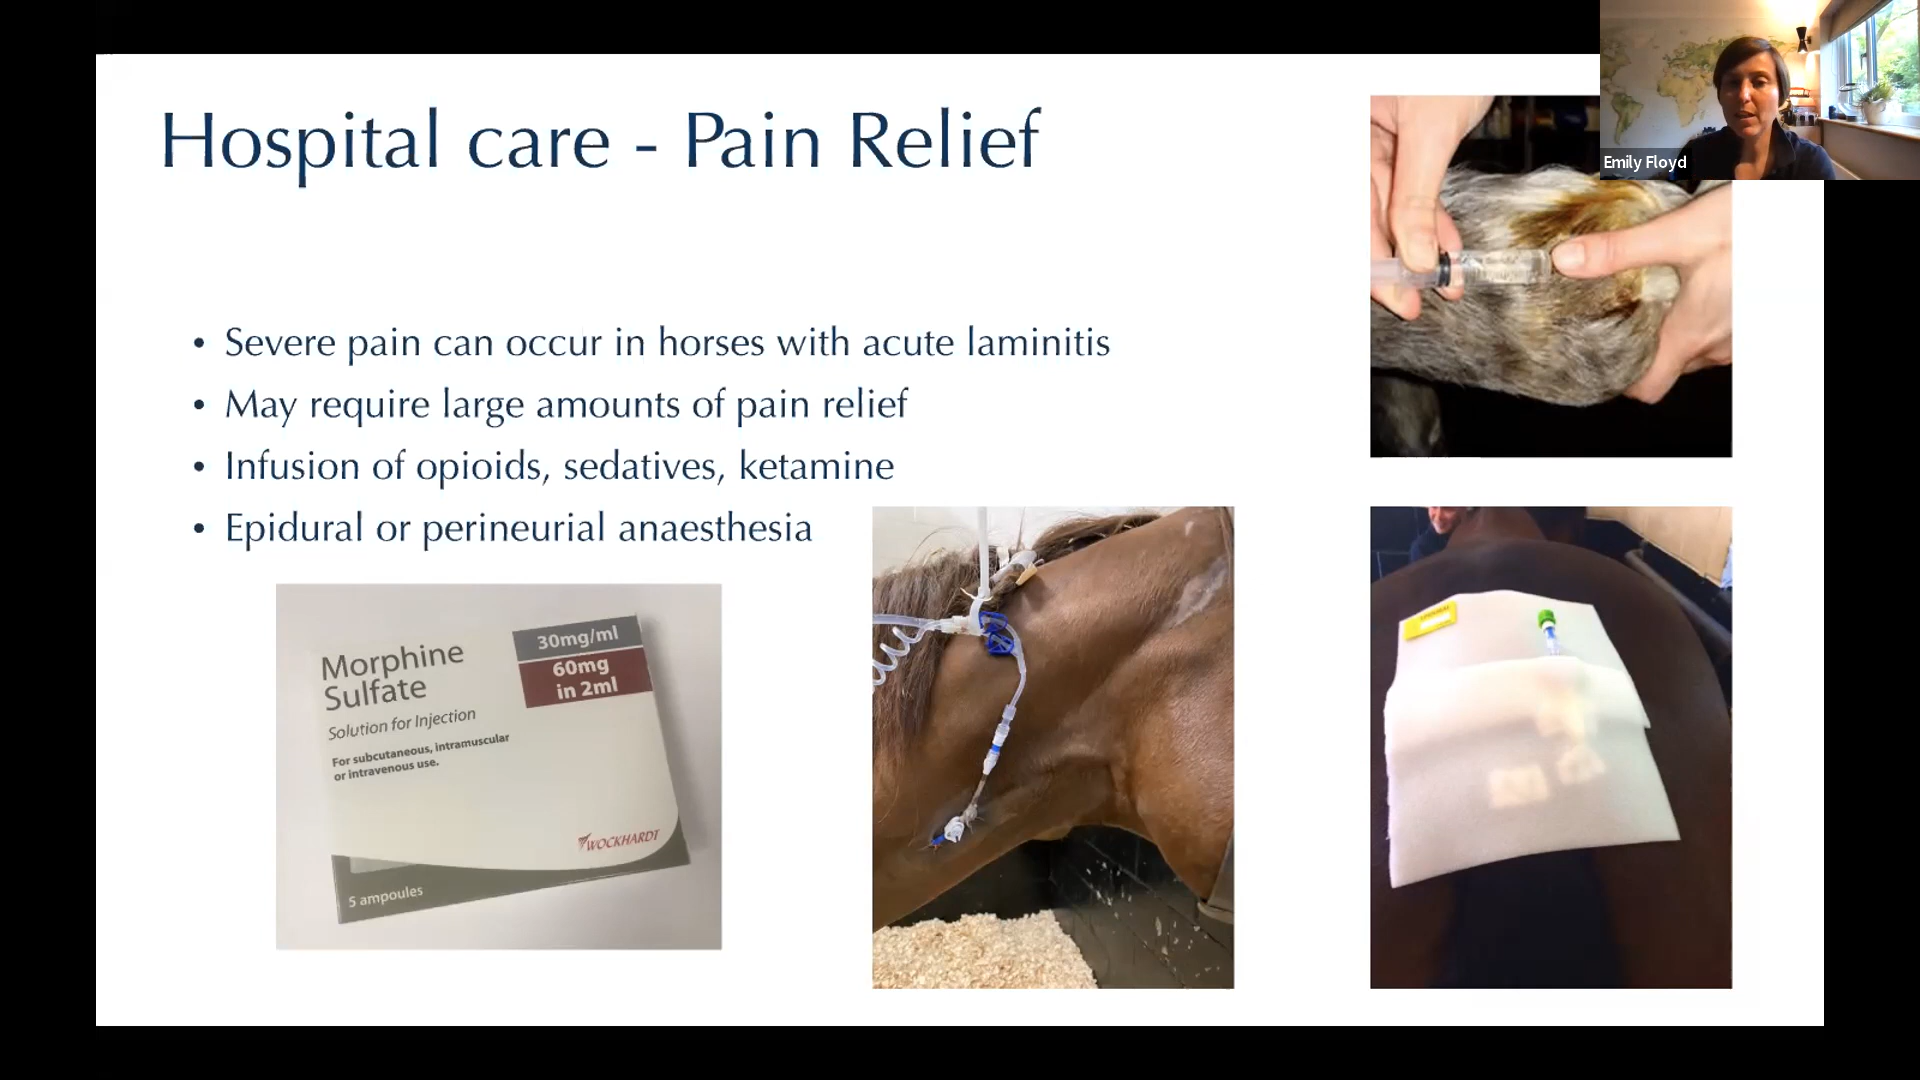 Hospital care - Pain Relief
Emily Floyd
• Severe pain can occur in horses with acute laminitis
• May require large amounts of pain relief
• Infusion of opioids, sedatives, ketamine
• Epidural or perineurial anaesthesia
Morphine
Sulfate
30mg/ml
60mg
in 2ml
Solution for Injection
For subcutaneous, intramuscular
or intravenous use.
WOCKHARDT
5 ampoules